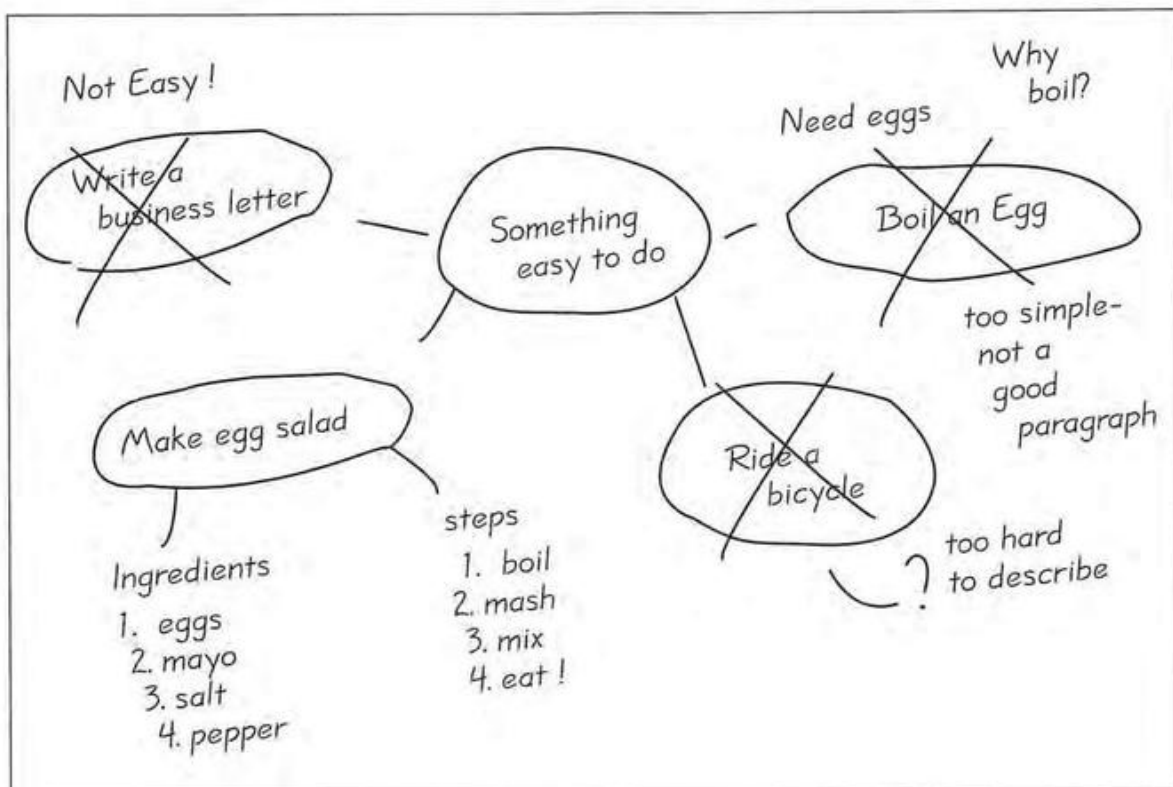 Not Easy !
Write a
business letter
Something
easy to do
Why
boil?
Need eggs
Boil an Egg
too simple-
not a
good
paragraph
Make egg salad
Ingredients
1. eggs
2. mayo
3. salt
4. pepper
steps
1. boil
2. mash
3. mix
4. eat !
Ride a
bicycle
?
too hard
to describe